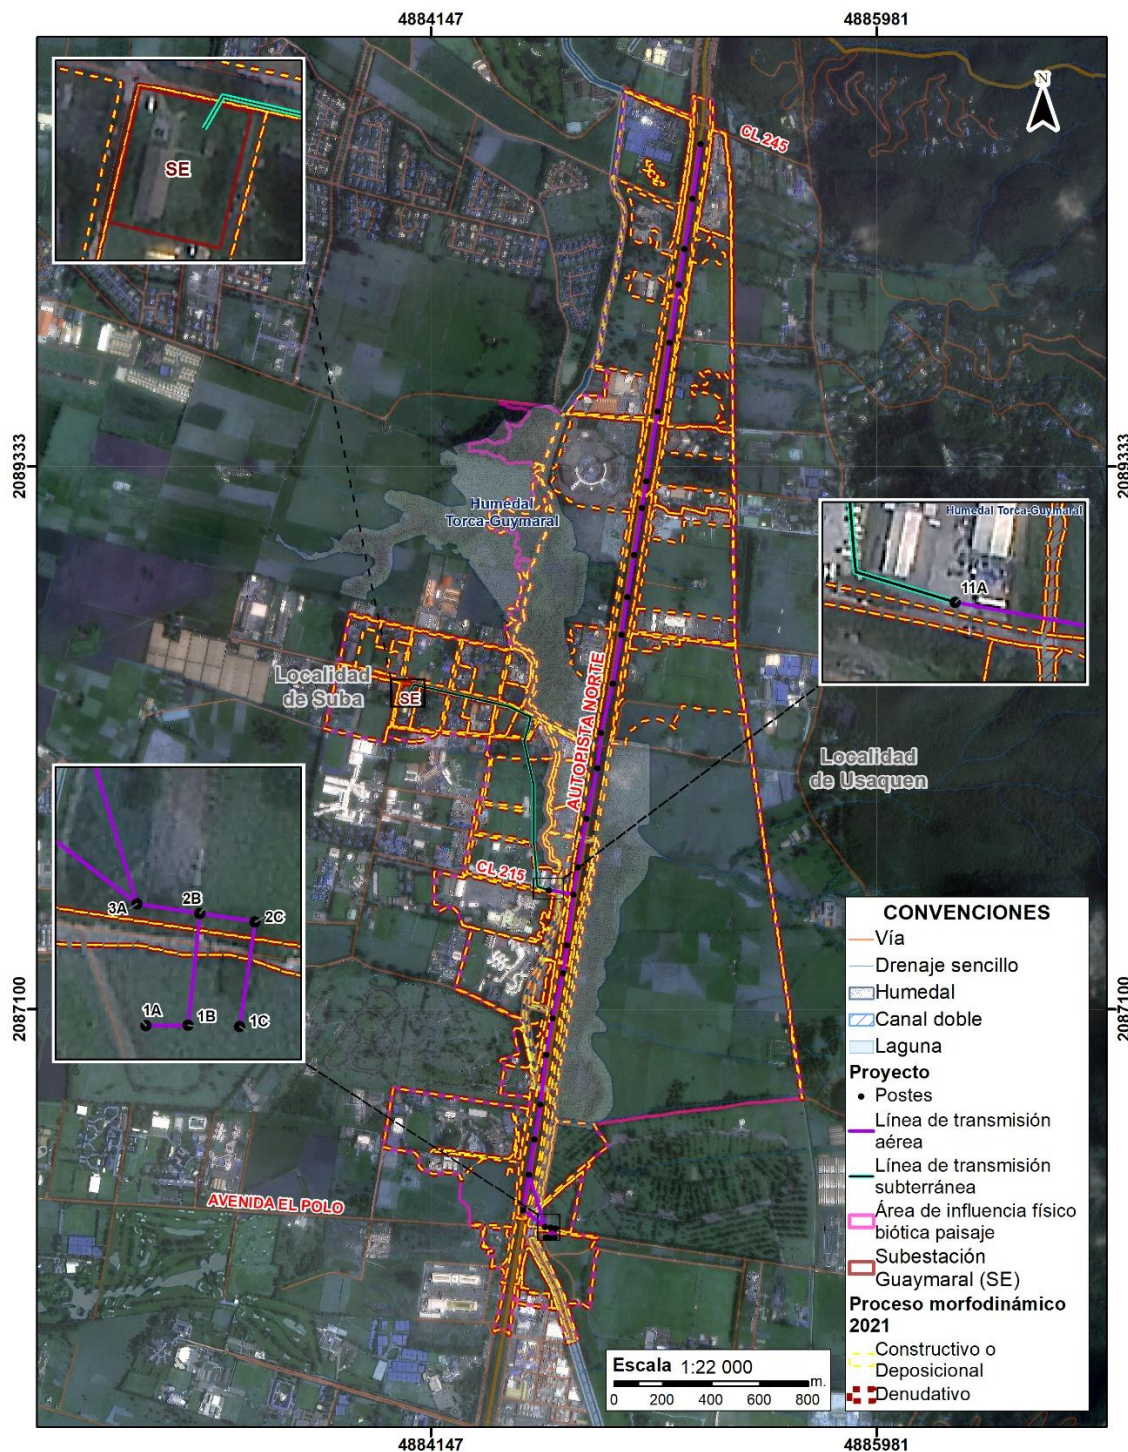 4884147
4885981
N
CL 245
SE
2089333
2089333
Humedal
Torca-Guymaral
Humedal Torca-Guymaral
11A
Localidad
de Suba
SE
AUTOPISTA NORTE
Localidad
de Usaquen
CL 215
3A
2B
2C
1A
1B
1C
2087100
2087100
AVENIDA EL POLO
CONVENCIONES
Vía
Drenaje sencillo
Humedal
Canal doble
Laguna
Proyecto
Postes
Línea de transmisión
aérea
Línea de transmisión
subterránea
Área de influencia físico
biótica paisaje
Subestación
Guaymaral (SE)
Proceso morfodinámico
2021
Constructivo o
Deposicional
Denudativo
Escala 1:22 000
m.
0 200 400 600 800
4884147
4885981